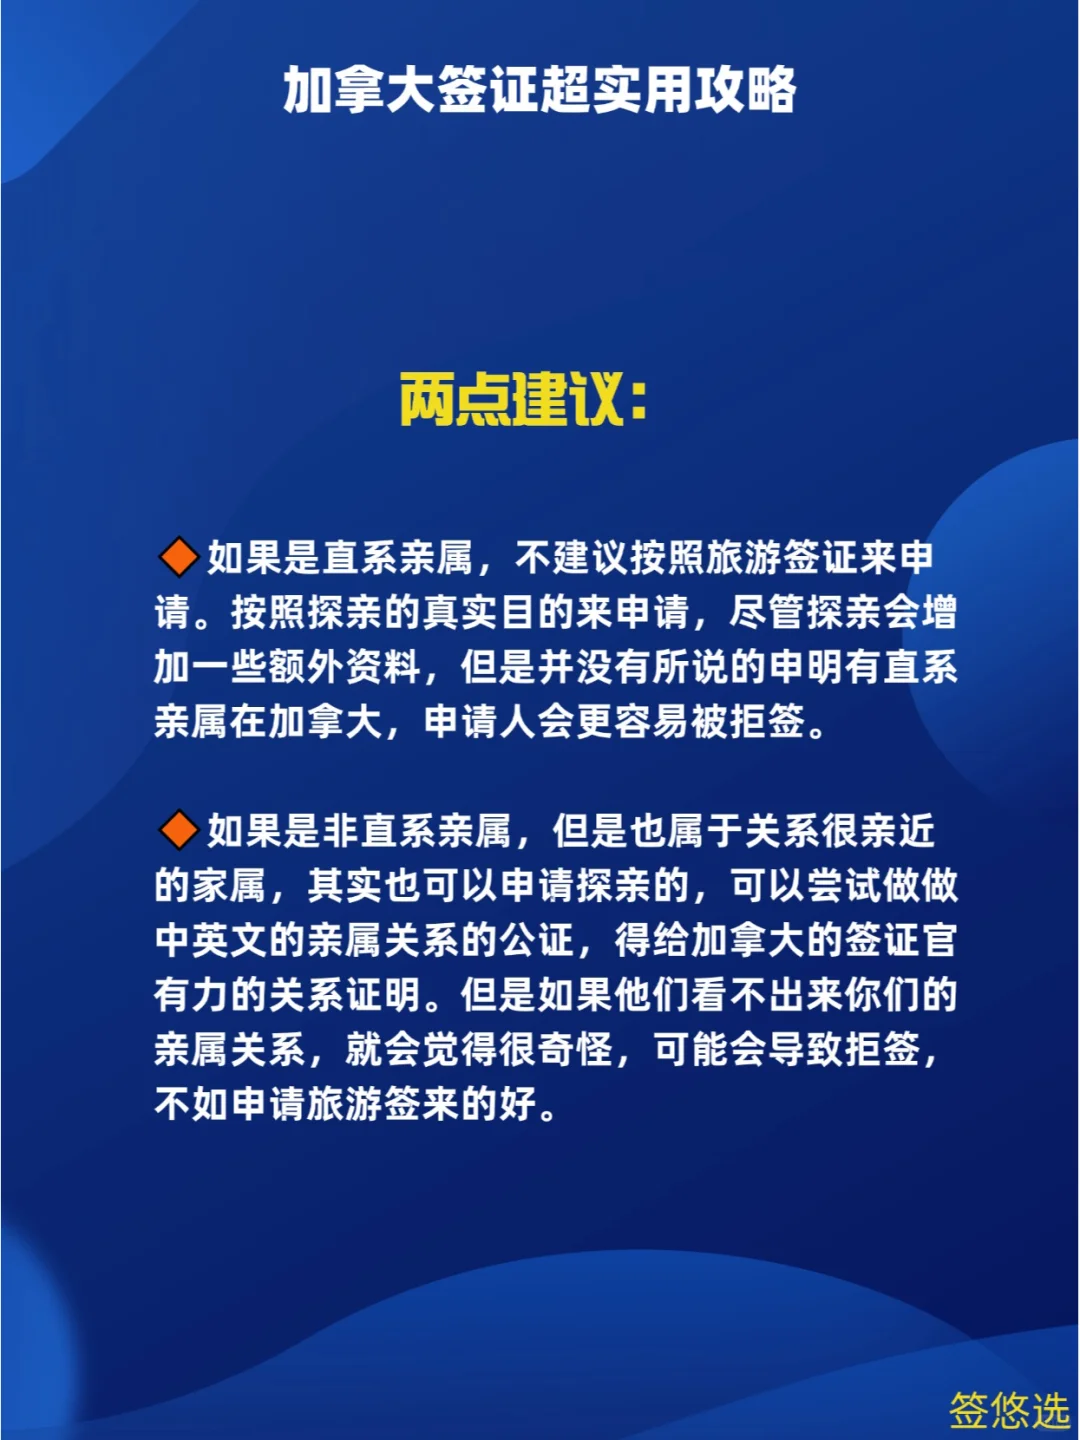 加拿大签证超实用攻略
两点建议：
如果是直系亲属，不建议按照旅游签证来申
请。按照探亲的真实目的来申请，尽管探亲会增
加一些额外资料，但是并没有所说的申明有直系
亲属在加拿大，申请人会更容易被拒签。
如果是非直系亲属，但是也属于关系很亲近
的家属，其实也可以申请探亲的，可以尝试做做
中英文的亲属关系的公证，得给加拿大的签证官
有力的关系证明。但是如果他们看不出来你们的
亲属关系，就会觉得很奇怪，可能会导致拒签，
不如申请旅游签来的好。
签悠选